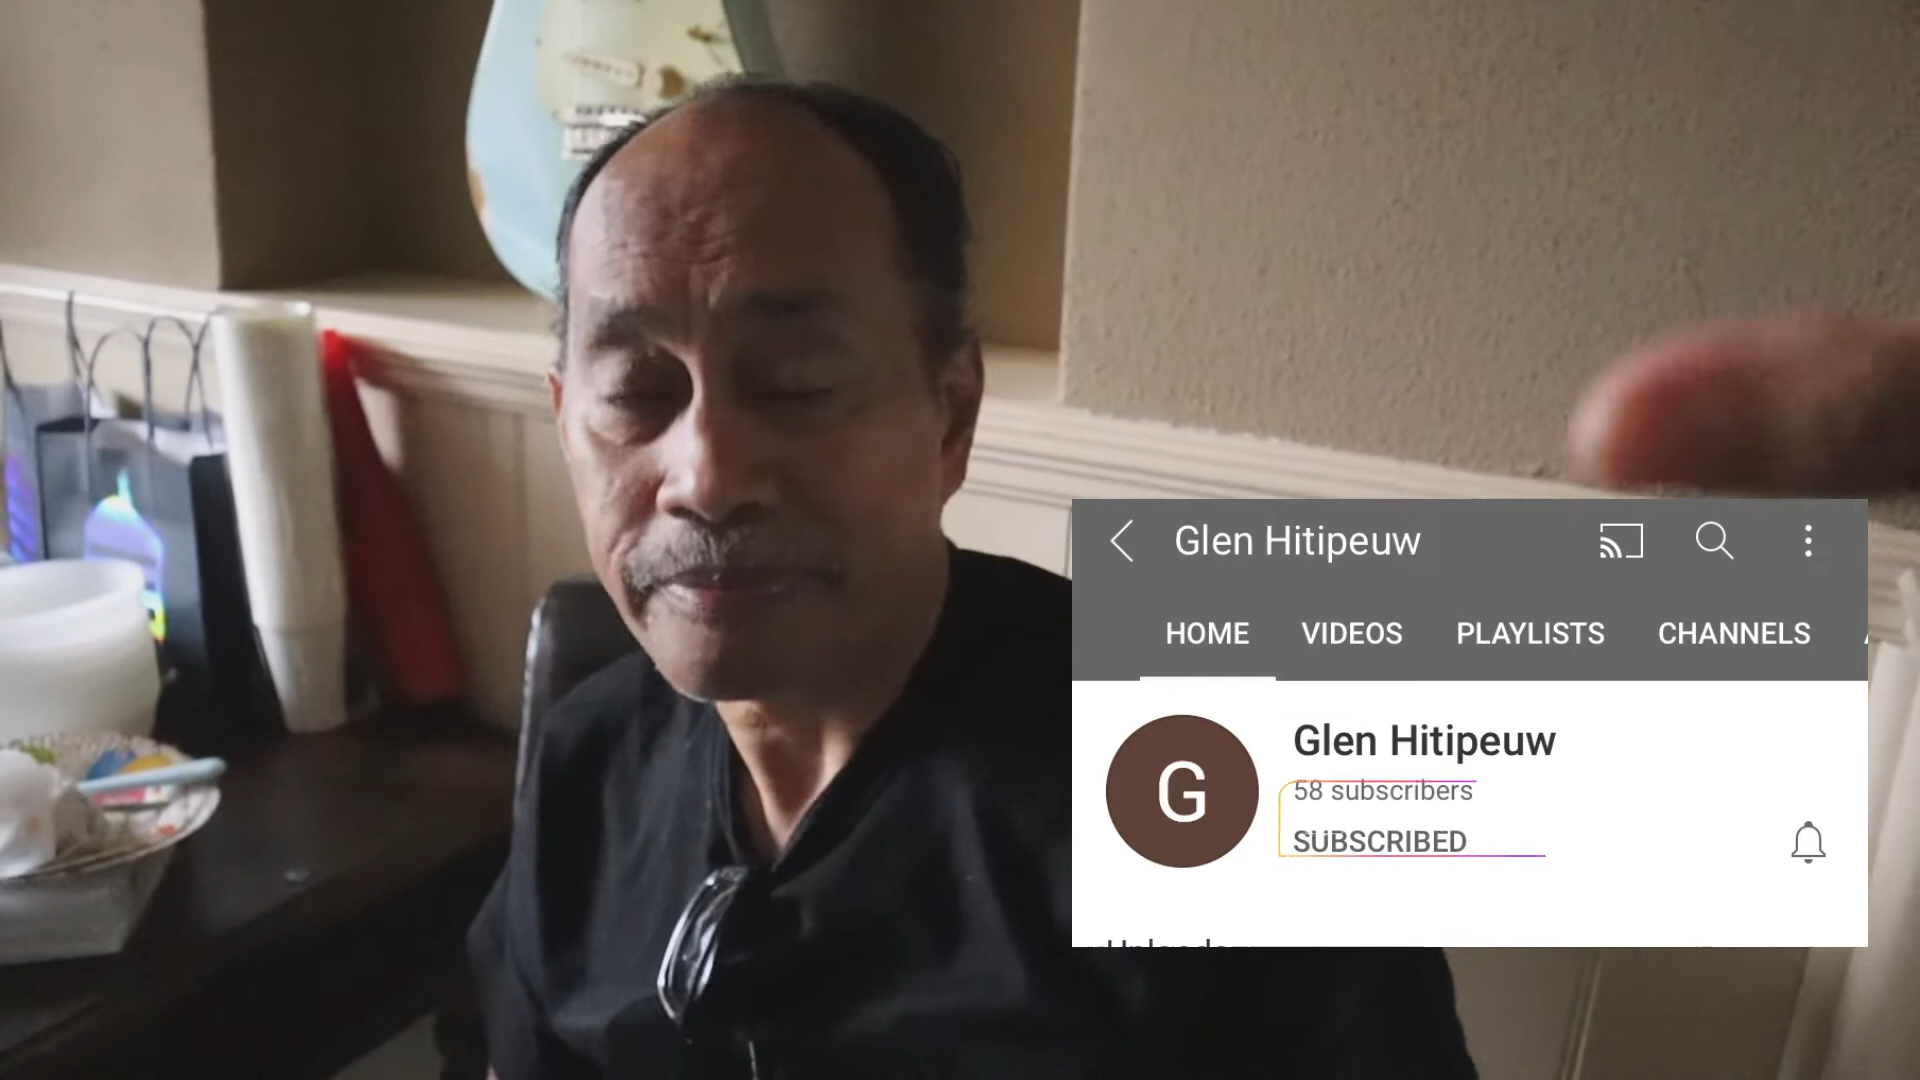 Glen Hitipeuw
HOME VIDEOS PLAYLISTS CHANNELS
Glen Hitipeuw
58 subscribers
SUBSCRIBED
G